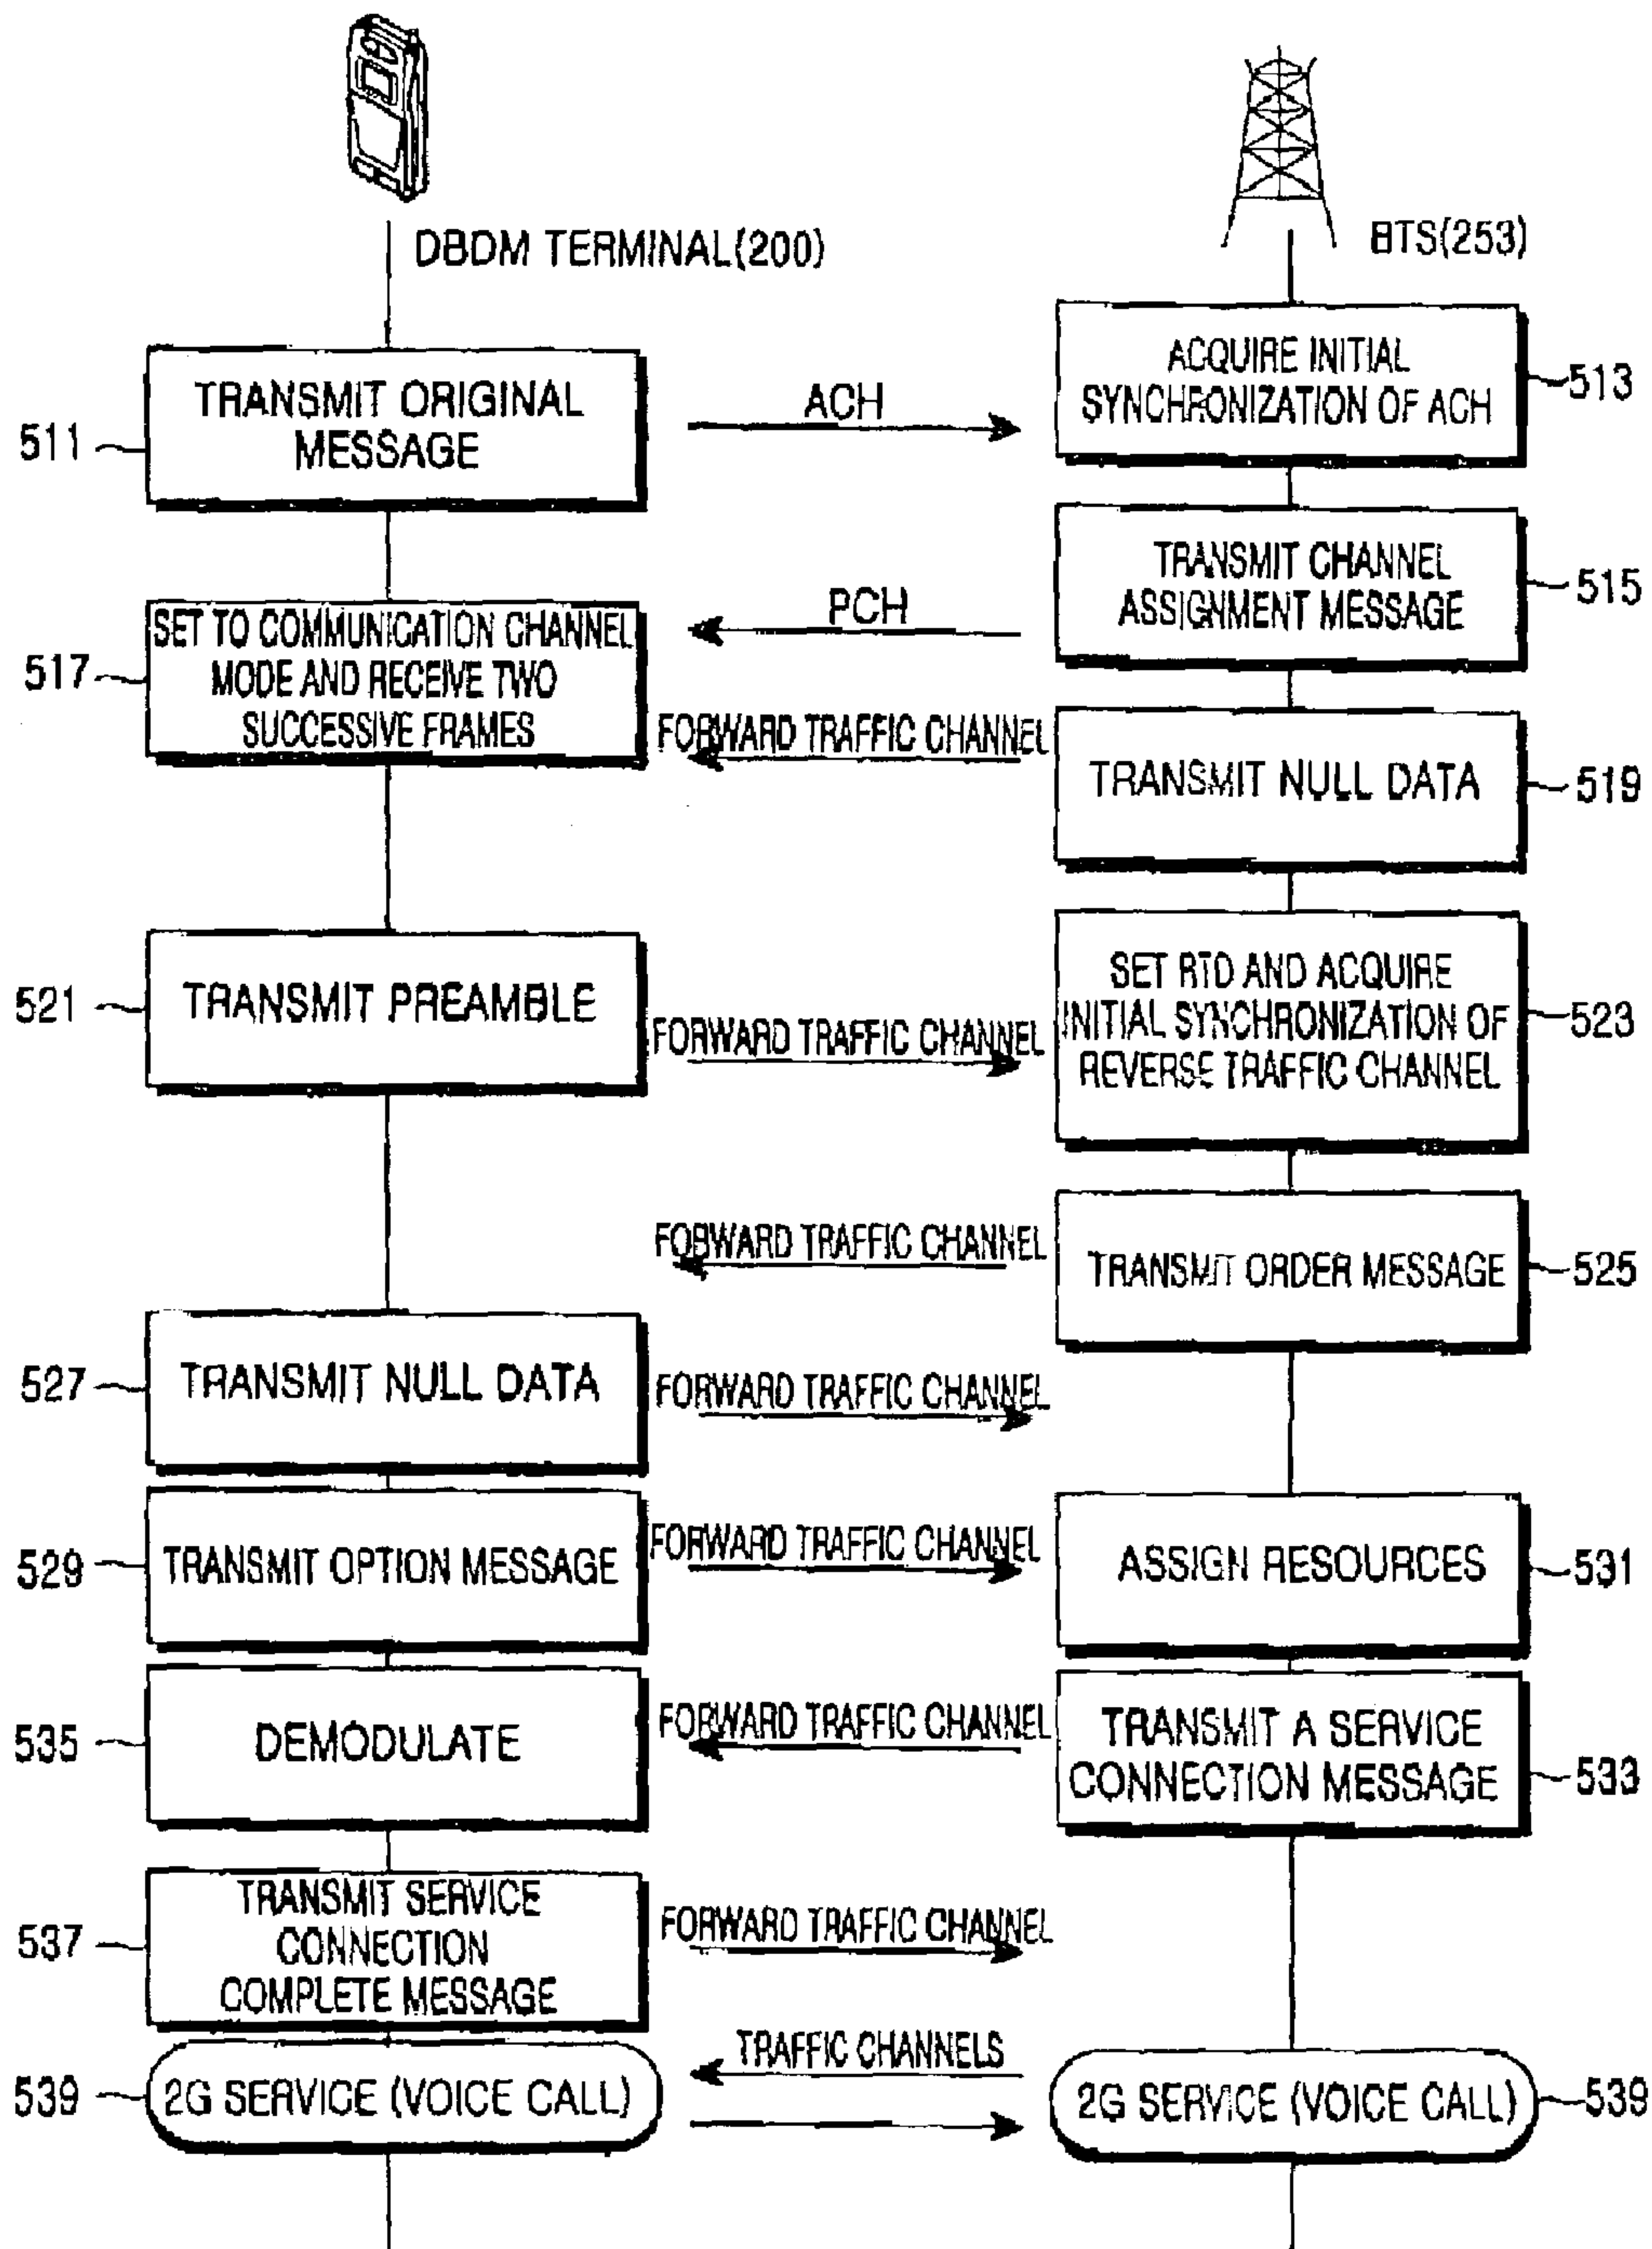 DBDM TERMINAL(200)
BTS(253)
511
TRANSMIT ORIGINAL
MESSAGE
ACH
ACQUIRE INITIAL
SYNCHRONIZATION OF ACH
513
TRANSMIT CHANNEL
ASSIGNMENT MESSAGE
515
PCH
517
SET TO COMMUNICATION CHANNEL
MODE AND RECEIVE TWO
SUCCESSIVE FRAMES
FORWARD TRAFFIC CHANNEL
TRANSMIT NULL DATA
519
521
TRANSMIT PREAMBLE
FORWARD TRAFFIC CHANNEL
SET RTD AND ACQUIRE
INITIAL SYNCHRONIZATION OF
REVERSE TRAFFIC CHANNEL
523
FORWARD TRAFFIC CHANNEL
TRANSMIT ORDER MESSAGE
525
527
TRANSMIT NULL DATA
FORWARD TRAFFIC CHANNEL
529
TRANSMIT OPTION MESSAGE
FORWARD TRAFFIC CHANNEL
ASSIGN RESOURCES
531
535
DEMODULATE
FORWARD TRAFFIC CHANNEL
TRANSMIT A SERVICE
CONNECTION MESSAGE
533
537
TRANSMIT SERVICE
CONNECTION
COMPLETE MESSAGE
FORWARD TRAFFIC CHANNEL
TRAFFIC CHANNELS
539
2G SERVICE (VOICE CALL)
2G SERVICE (VOICE CALL)
539